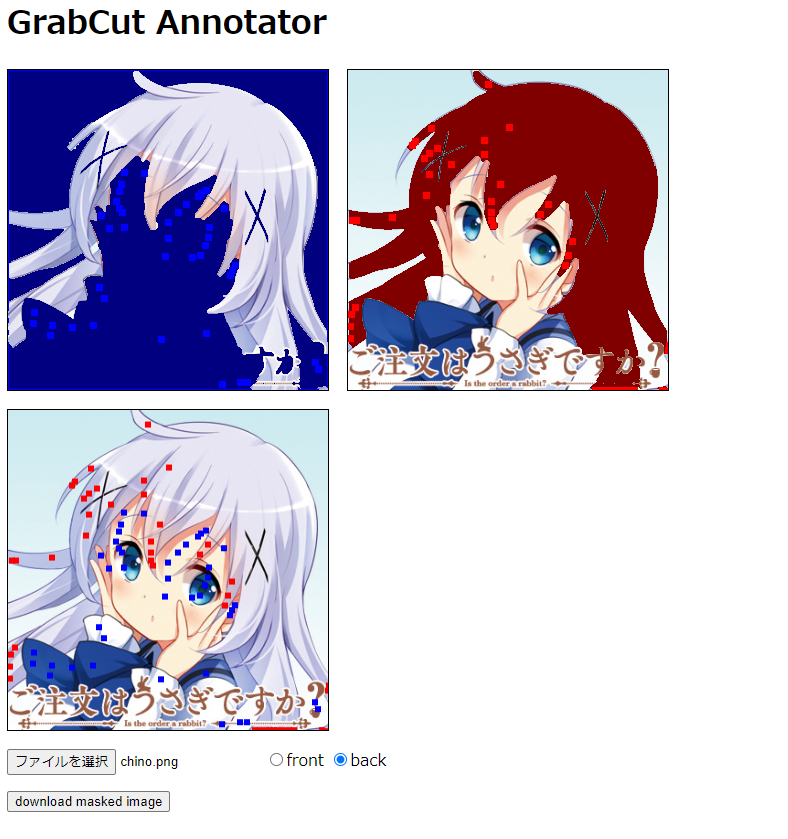 GrabCut Annotator
すか?
ご注文はうさぎですか?
Is the order a rabbit?
ご注文はうさぎですか?
Is the order a rabbit?
ファイルを選択 chino.png front back
download masked image